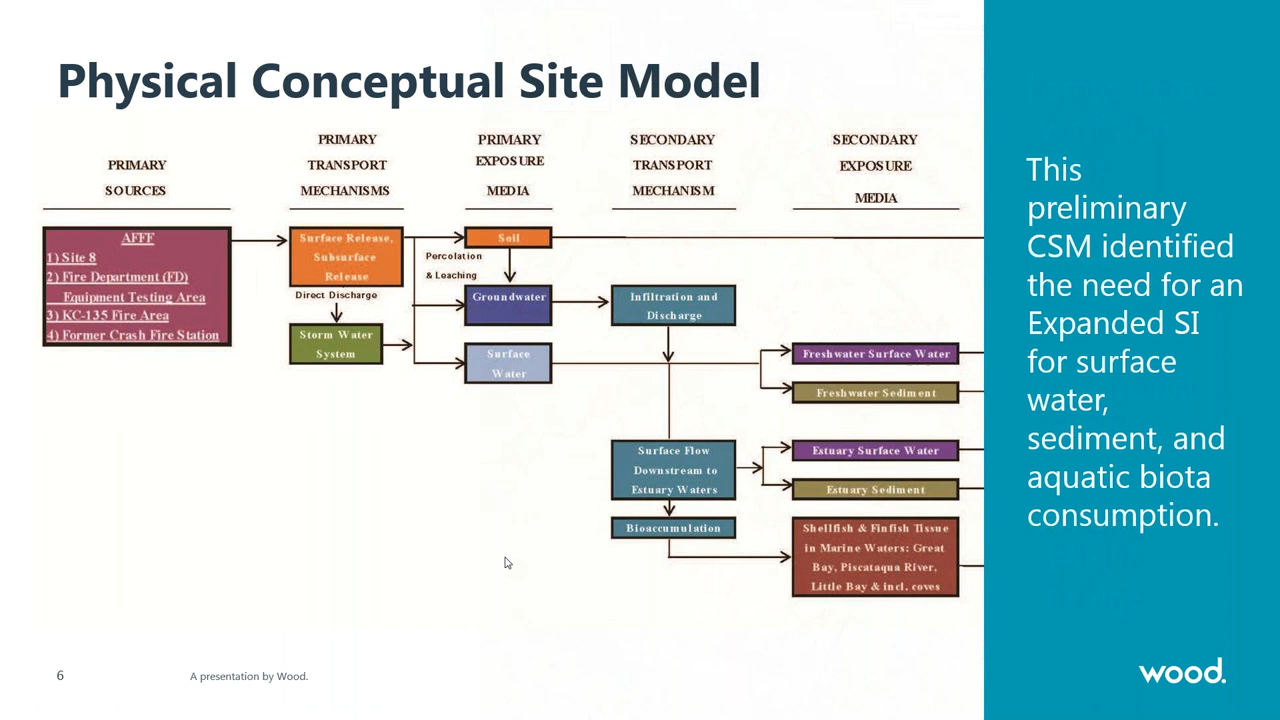 Physical Conceptual Site Model
PRIMARY
SOURCES
PRIMARY
TRANSPORT
MECHANISMS
PRIMARY
EXPOSURE
MEDIA
SECONDARY
TRANSPORT
MECHANISM
SECONDARY
EXPOSURE
MEDIA
AFFF
1) Site 8
2) Fire Department (FD)
Equipment Testing Area
3) KC-135 Fire Area
4) Former Crash Fire Station
Surface Release,
Subsurface
Release
Direct Discharge
Storm Water
System
Soil
Percolation
& Leaching
Groundwater
Surface
Water
Infiltration and
Discharge
Surface Flow
Downstream to
Estuary Waters
Bioaccumulation
Freshwater Surface Water
Freshwater Sediment
Estuary Surface Water
Estuary Sediment
Shellfish & Finfish Tissue
in Marine Waters: Great
Bay, Piscataqua River,
Little Bay & incl. coves
This
preliminary
CSM identified
the need for an
Expanded SI
for surface
water,
sediment, and
aquatic biota
consumption.
6
A presentation by Wood.
wood.